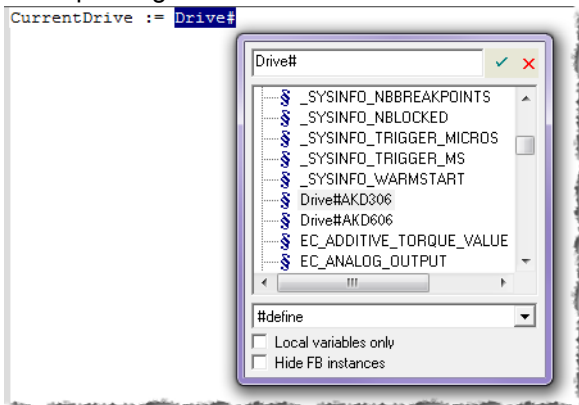 CurrentDrive := Drive#
Drive#
_SYSINFO_NBBREAKPOINTS
_SYSINFO_NBLOCKED
_SYSINFO_TRIGGER_MICROS
_SYSINFO_TRIGGER_MS
_SYSINFO_WARMSTART
Drive#AKD306
Drive#AKD606
EC_ADDITIVE_TORQUE_VALUE
EC_ANALOG_OUTPUT
#define
Local variables only
Hide FB instances